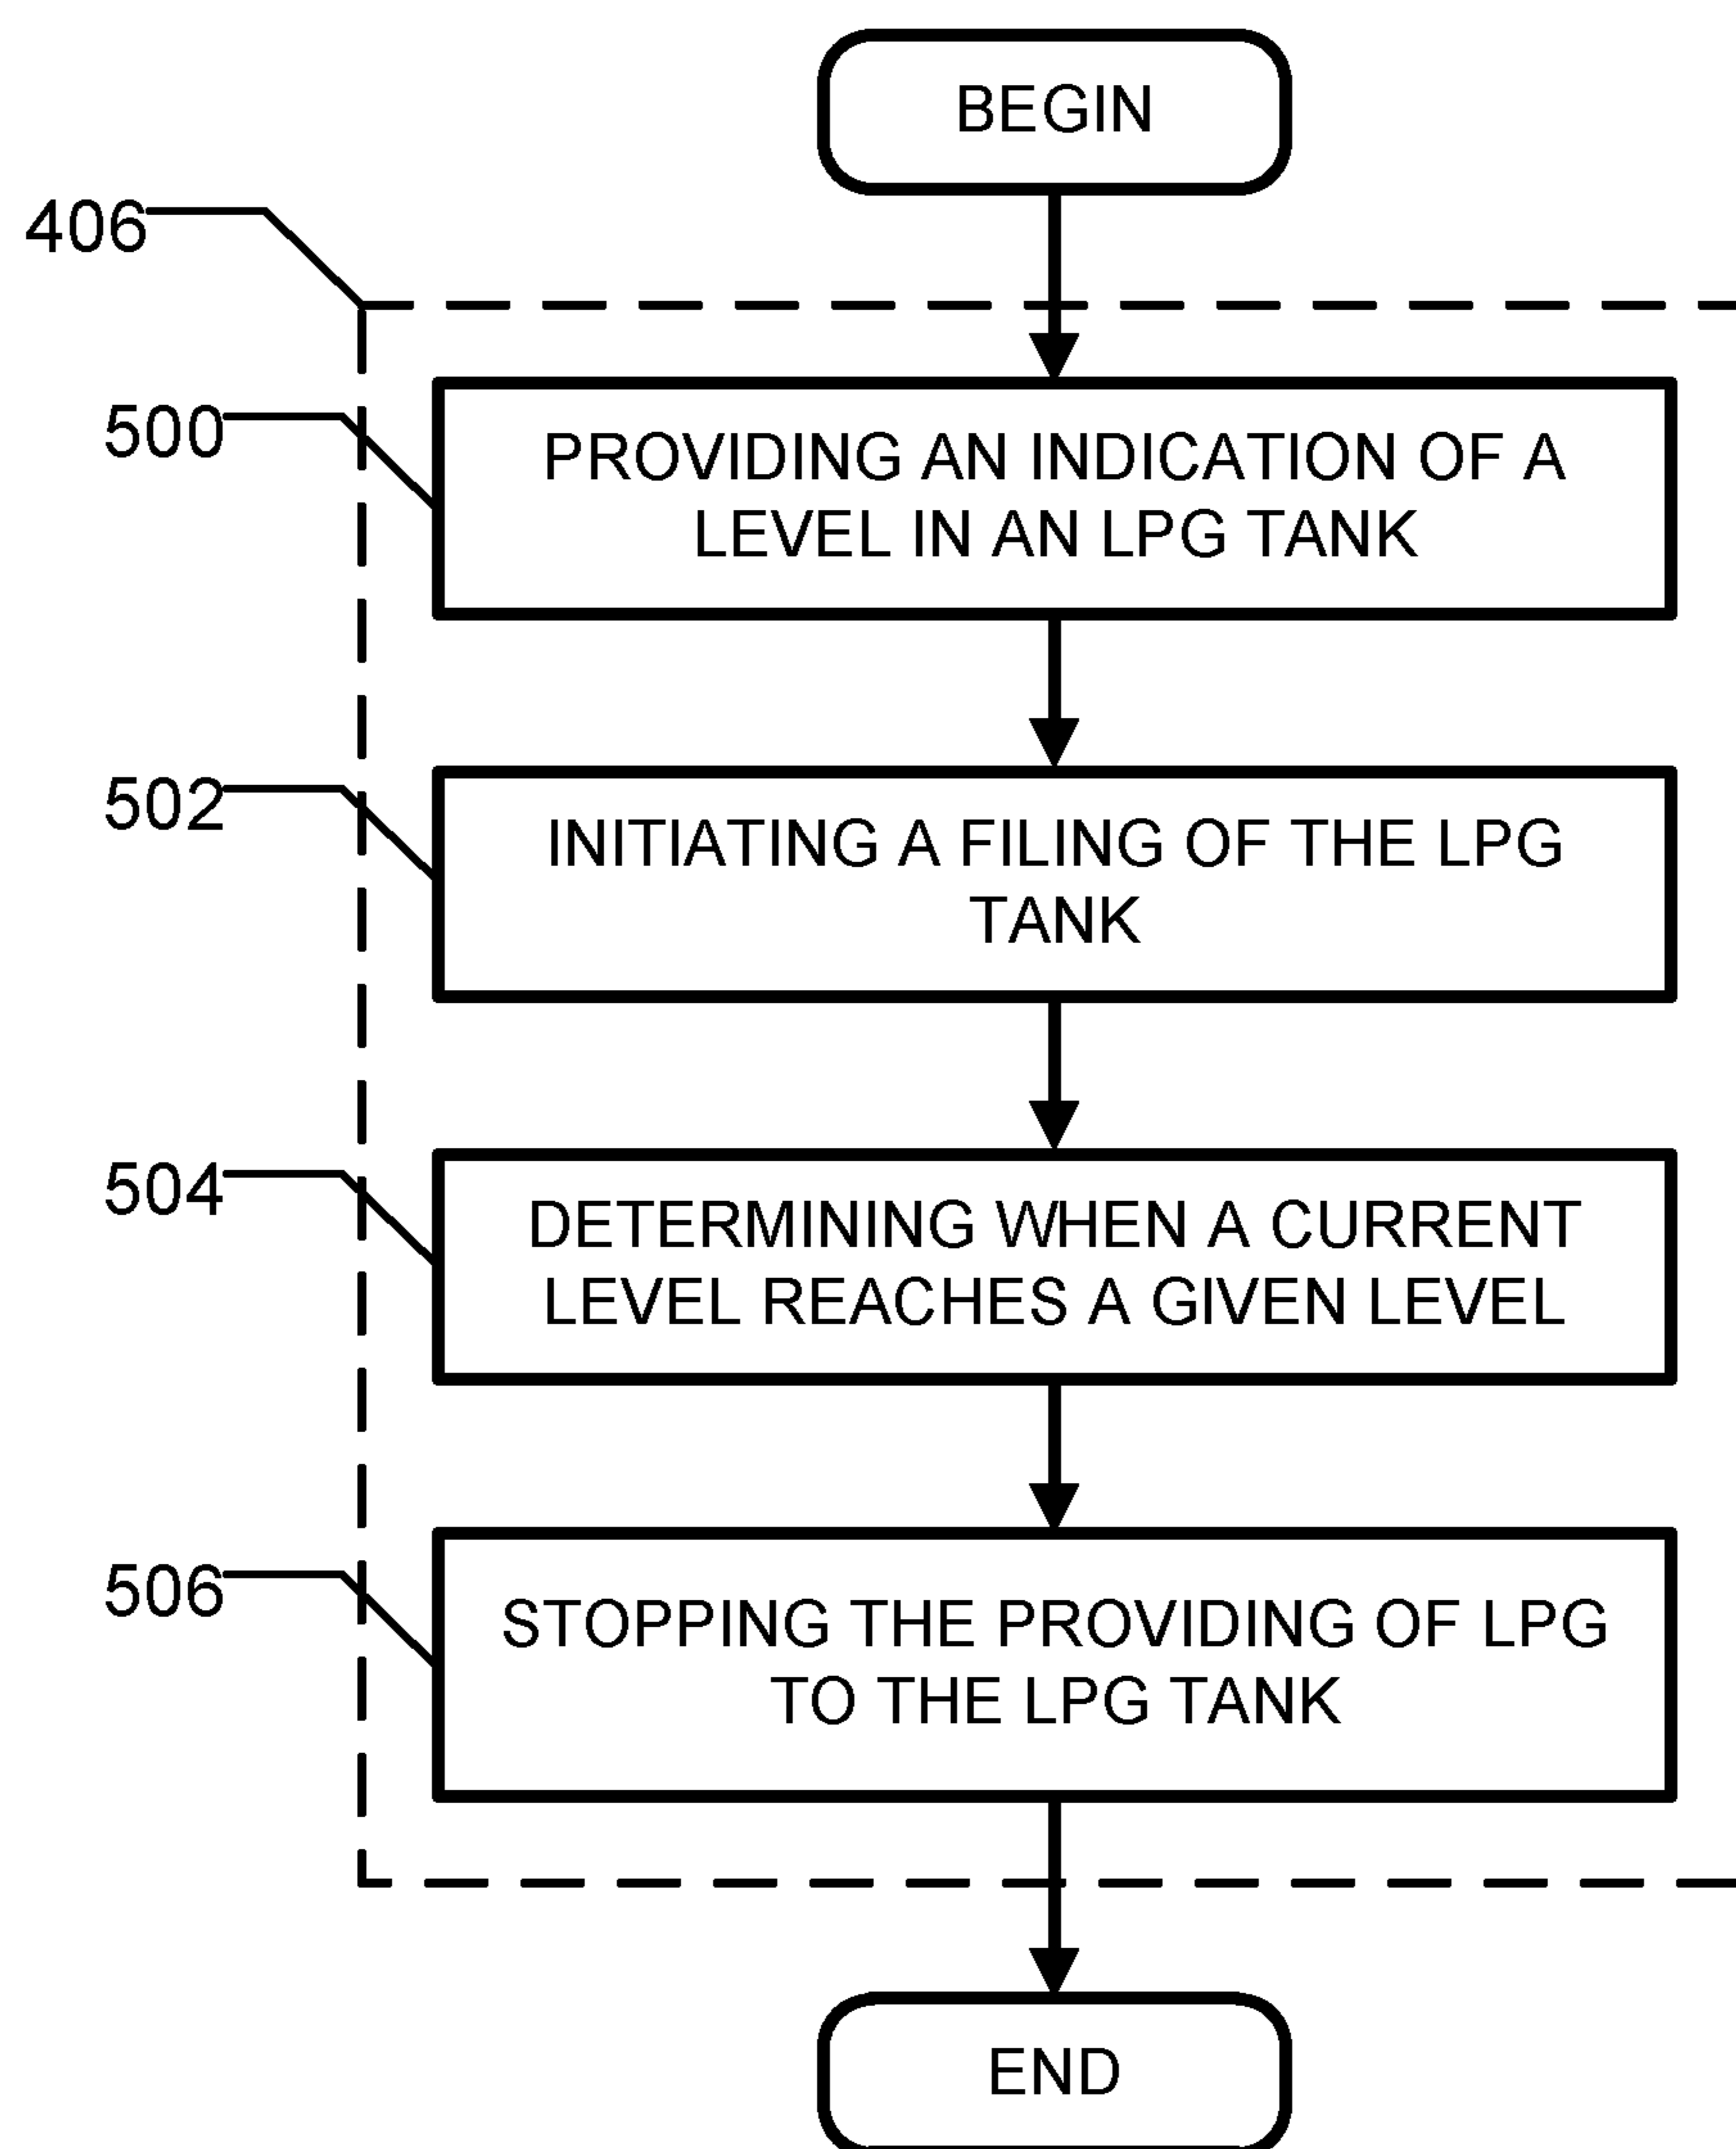 BEGIN
406
500
PROVIDING AN INDICATION OF A
LEVEL IN AN LPG TANK
502
INITIATING A FILING OF THE LPG
TANK
504
DETERMINING WHEN A CURRENT
LEVEL REACHES A GIVEN LEVEL
506
STOPPING THE PROVIDING OF LPG
TO THE LPG TANK
END